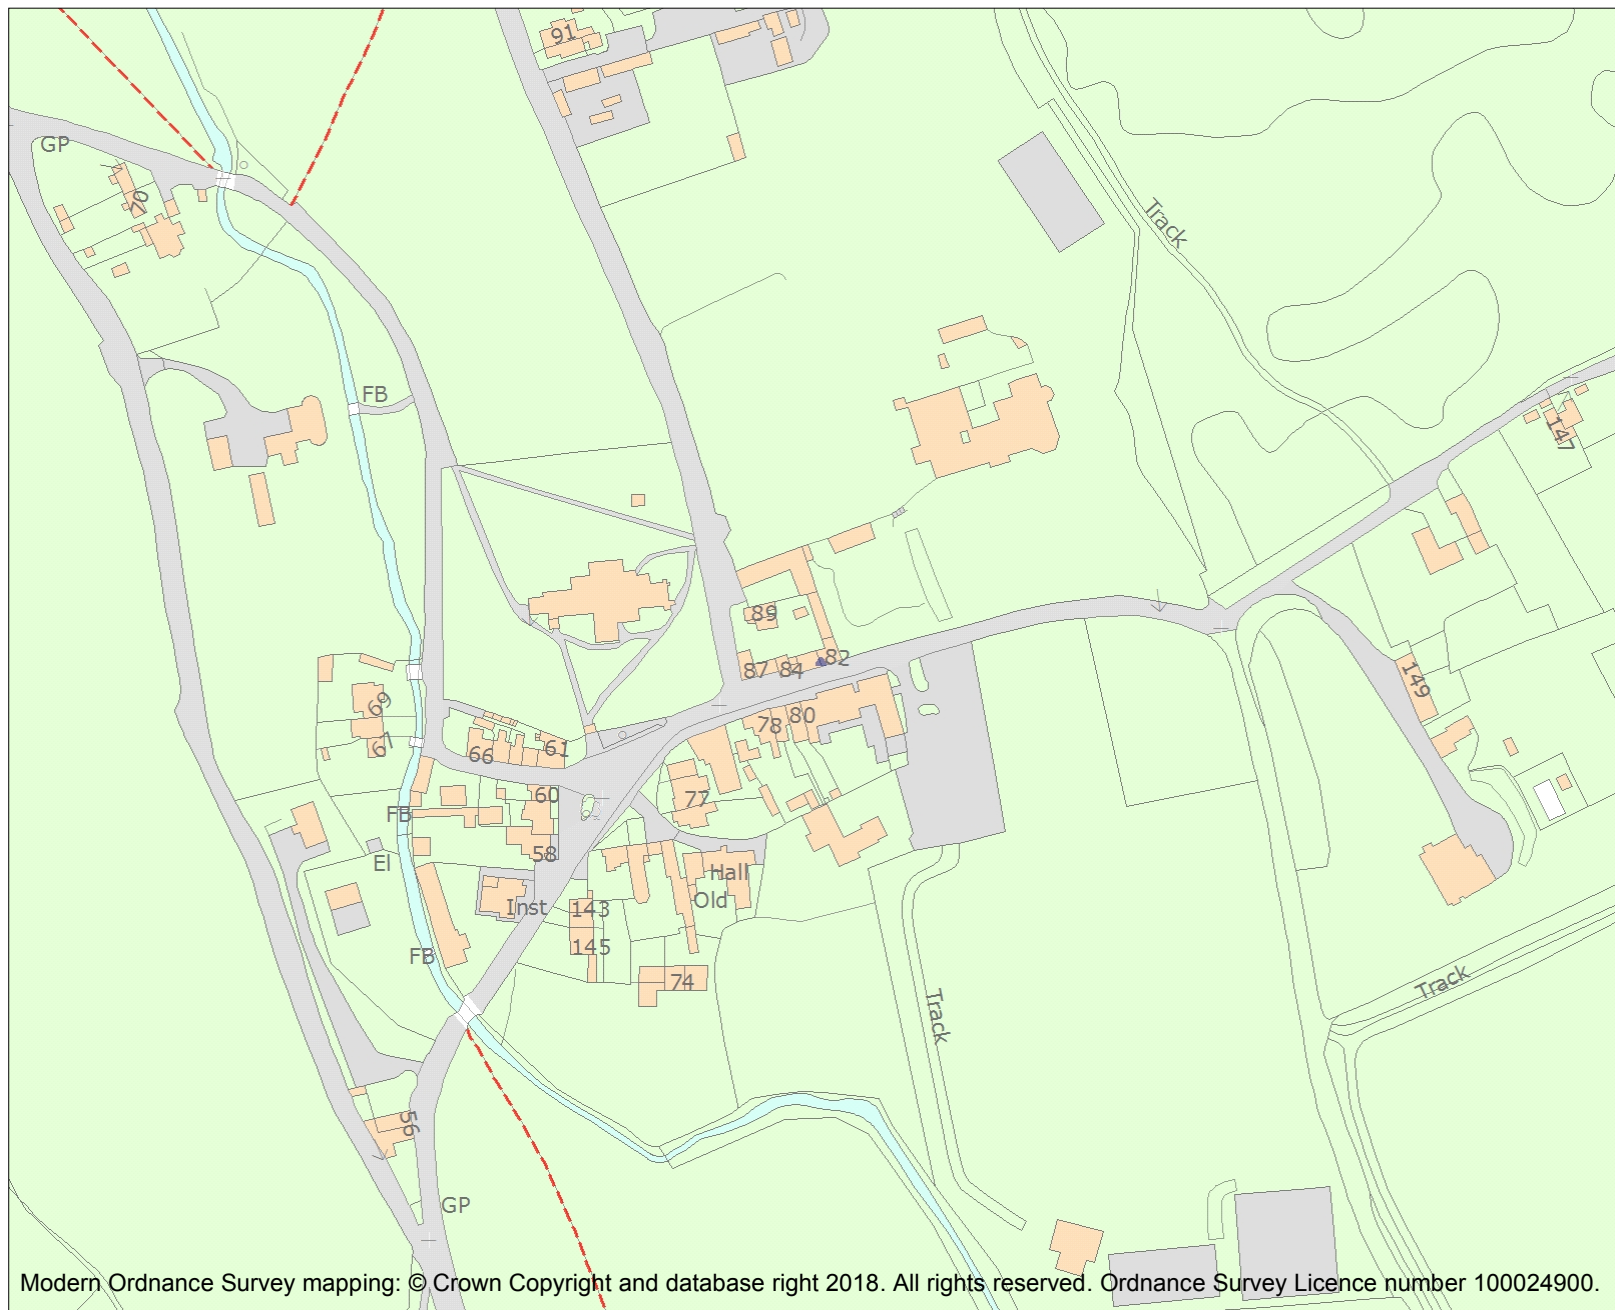 91
GP
70
Track
FB
147
89
87
84
82
149
69
67
78
80
66
61
77
60
FB
El
58
Hall
Old
Inst
143
145
FB
74
Track
Track
56
GP
Modern Ordnance Survey mapping: © Crown Copyright and database right 2018. All rights reserved. Ordnance Survey Licence number 100024900.